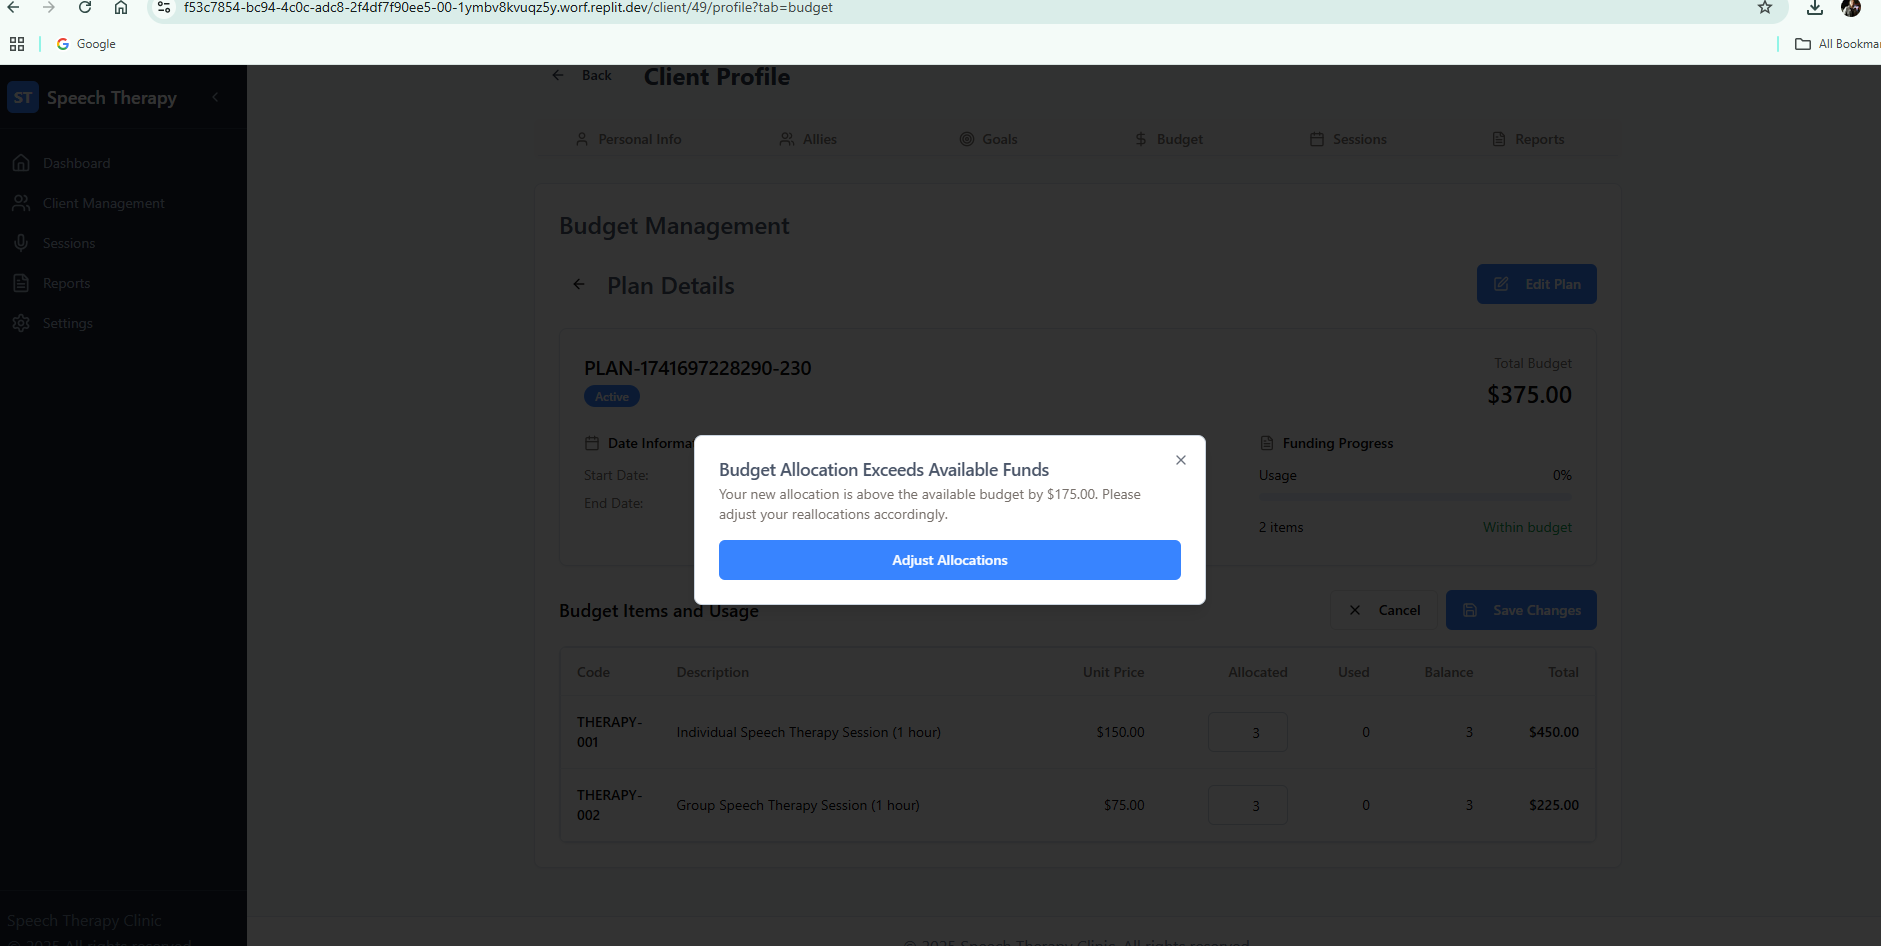 f53c7854-bc94-4c0c-adc8-2f4df7f90ee5-00-1ymbv8kvuqz5y.worf.replit.dev/client/49/profile?tab=budget
Google
All Bookmar
ST Speech Therapy
Dashboard
Client Management
Sessions
Reports
Settings
Speech Therapy Clinic
© 2025 All rights reserved
Back Client Profile
Personal Info Allies Goals Budget Sessions Reports
Budget Management
Plan Details Edit Plan
PLAN-1741697228290-230
Active
Total Budget
$375.00
Date Informa
Start Date:
End Date:
Funding Progress
Usage 0%
2 items Within budget
Budget Allocation Exceeds Available Funds
Your new allocation is above the available budget by $175.00. Please
adjust your reallocations accordingly.
Adjust Allocations
Budget Items and Usage Cancel Save Changes
Code Description Unit Price Allocated Used Balance Total
THERAPY-
001 Individual Speech Therapy Session (1 hour) $150.00 3 0 3 $450.00
THERAPY-
002 Group Speech Therapy Session (1 hour) $75.00 3 0 3 $225.00
© 2025 Speech Therapy Clinic. All rights reserved.